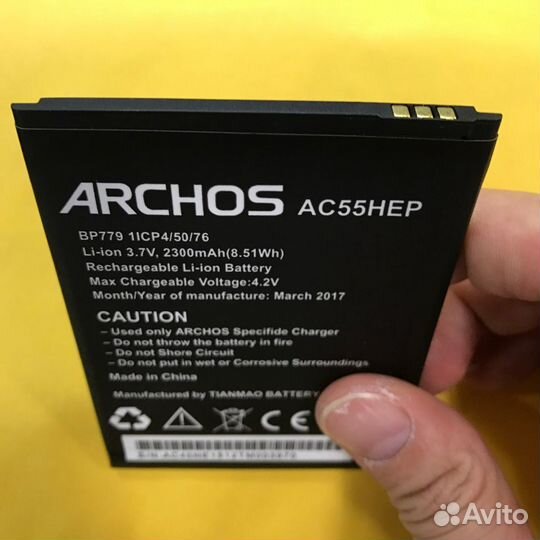 ARCHOS AC55HEP
BP779 1ICP4/50/76
Li-ion 3.7V, 2300mAh(8.51Wh)
Rechargeable Li-ion Battery
Max Chargeable Voltage:4.2V
Month/Year of manufacture: March 2017
CAUTION
– Used only ARCHOS Specifide Charger
– Do not throw the battery in fire
– Do not Shore Circuit
– Do not put in wet or Corrosive Surroundings
Made in China
Manufactured by TIANMAO BATTERY
Avito